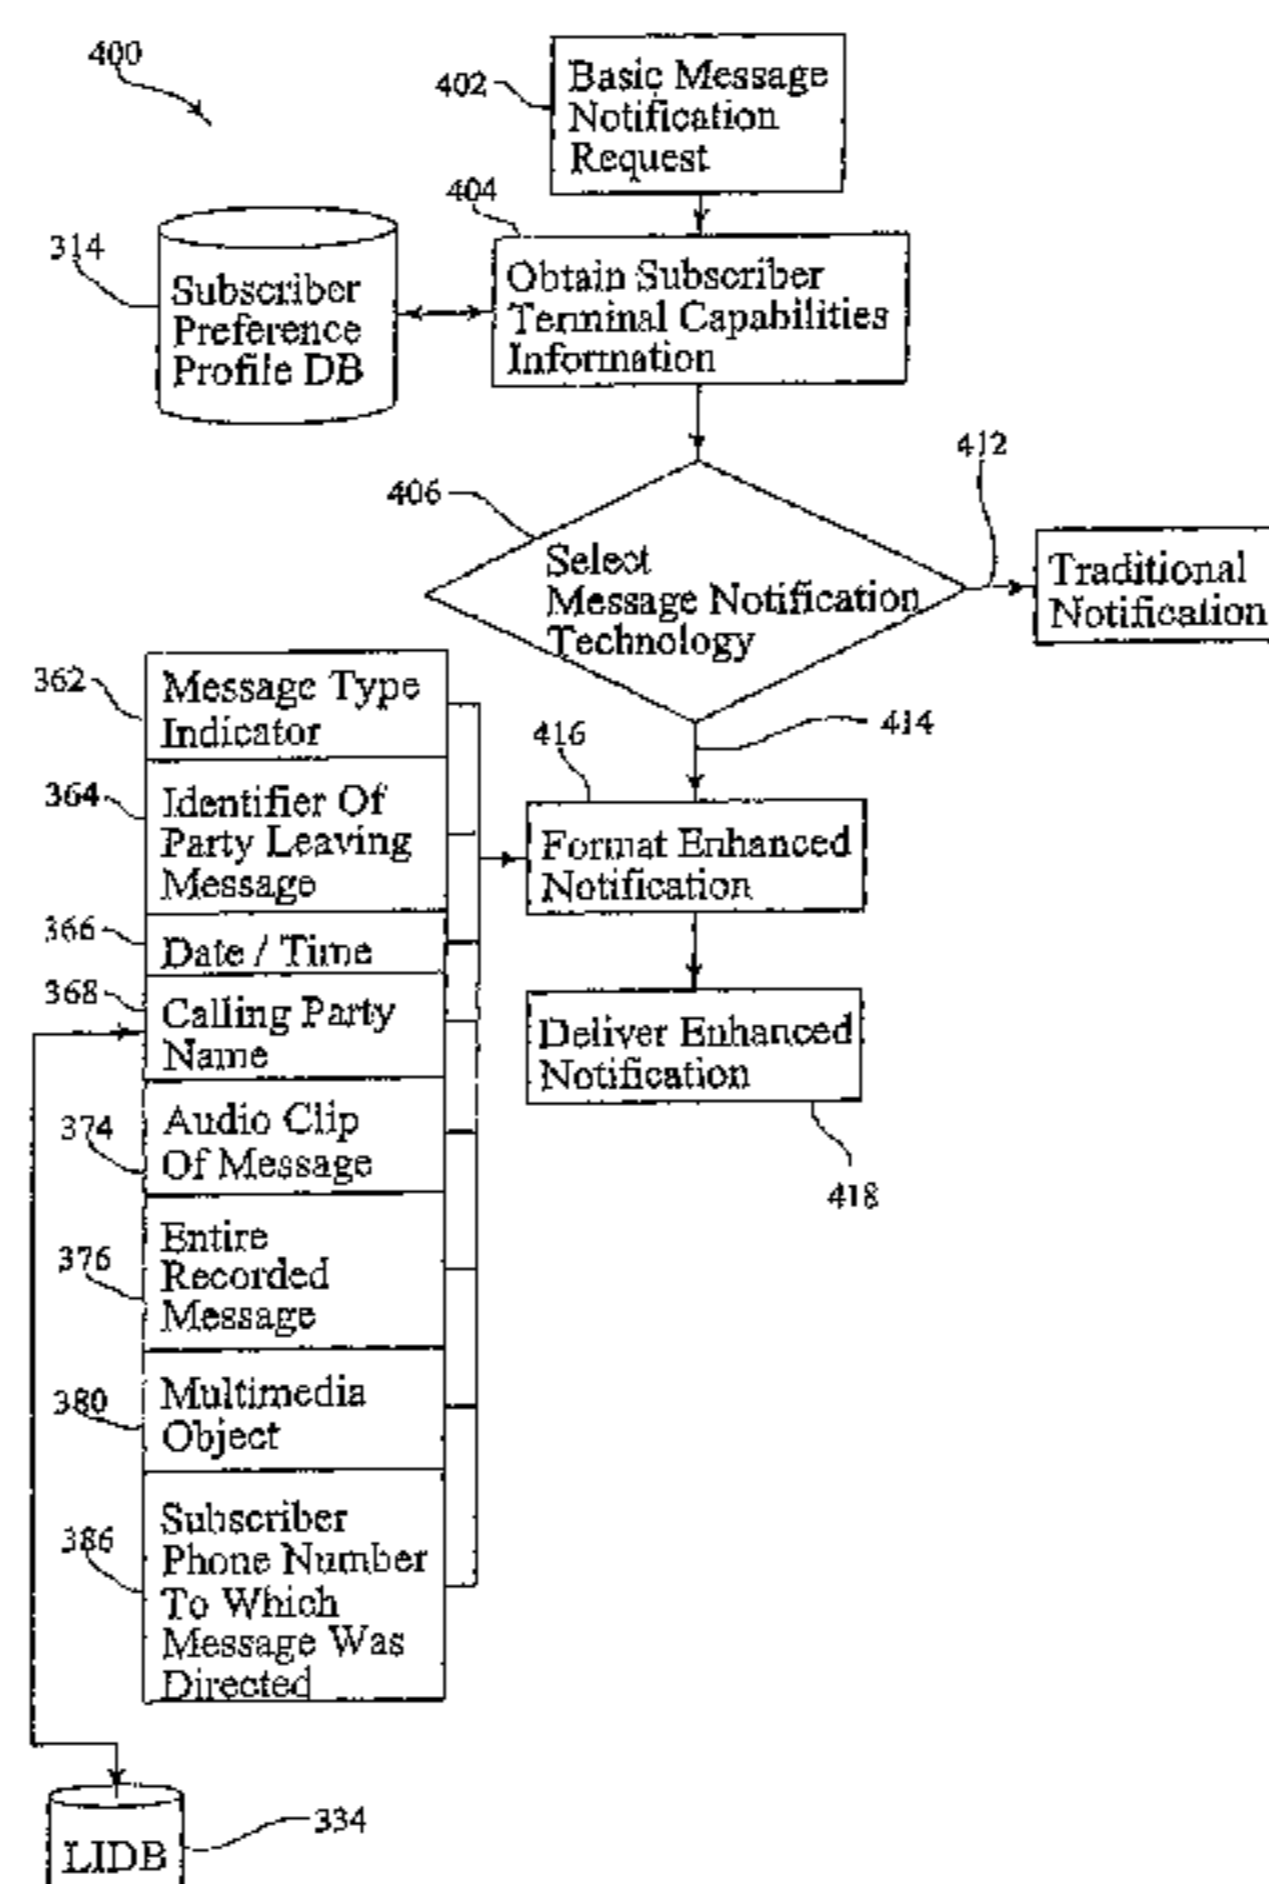 400
402
Basic Message
Notification
Request
404
314
Subscriber
Preference
Profile DB
Obtain Subscriber
Terminal Capabilities
Information
406
412
Select
Message Notification
Technology
Traditional
Notification
414
416
Format Enhanced
Notification
Deliver Enhanced
Notification
418
362
Message Type
Indicator
364
Identifier Of
Party Leaving
Message
366
Date / Time
368
Calling Party
Name
374
Audio Clip
Of Message
376
Entire
Recorded
Message
380
Multimedia
Object
386
Subscriber
Phone Number
To Which
Message Was
Directed
LIDB
334